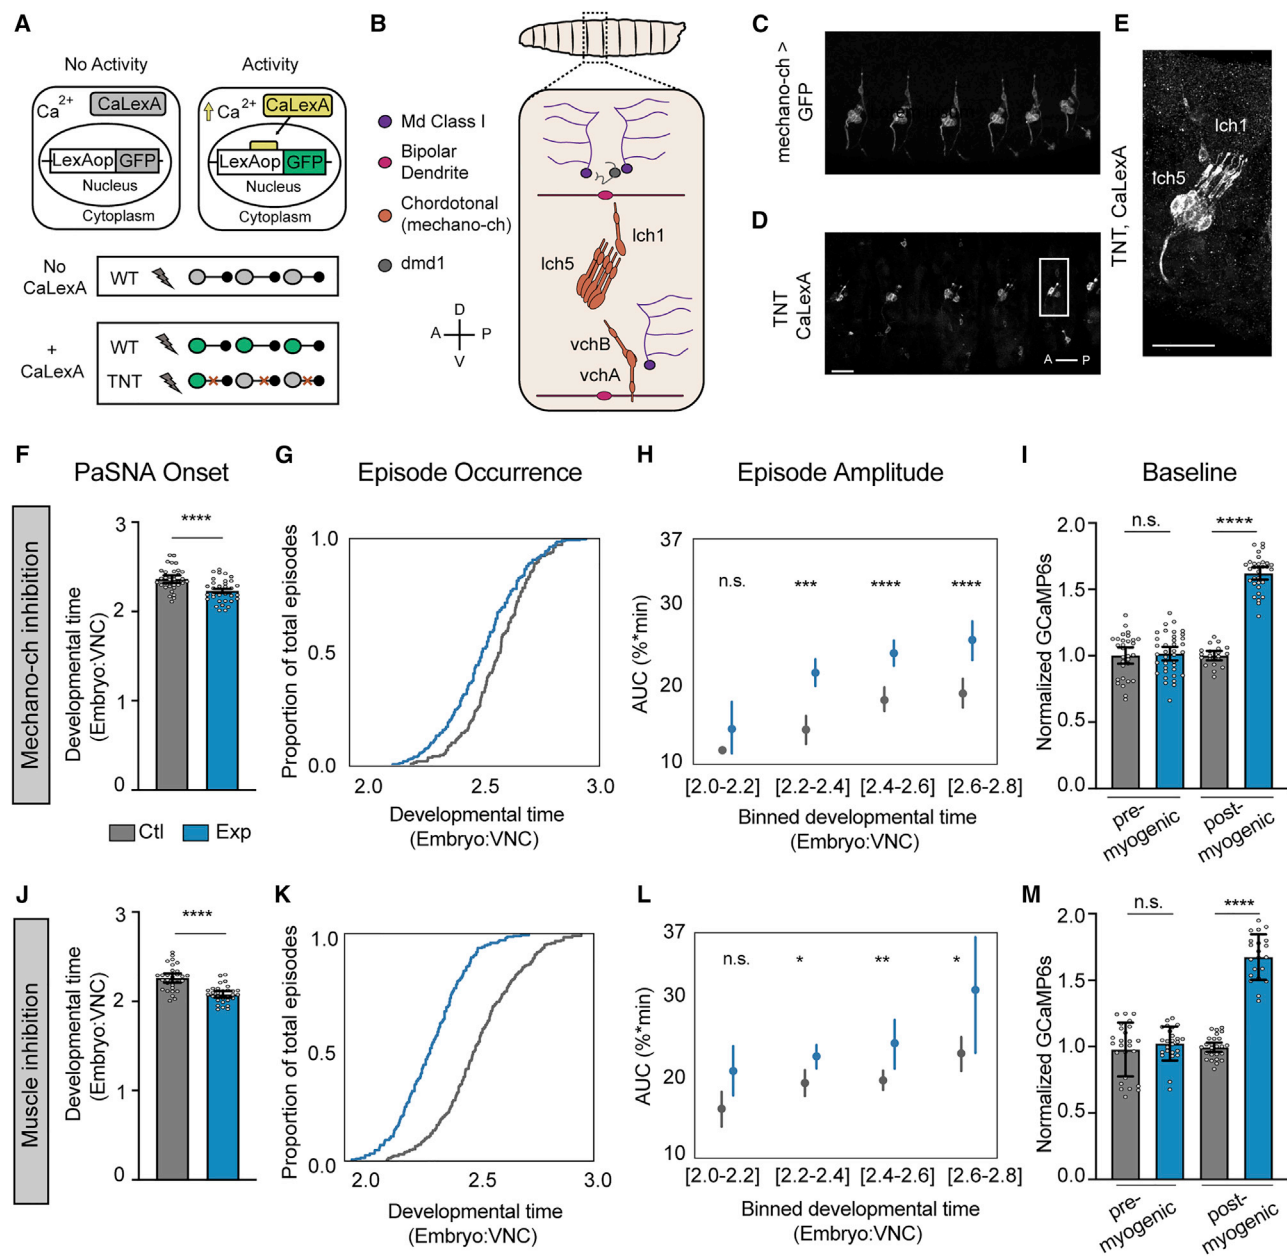 A
No Activity
Activity
Ca2+
CaLexA
Ca2+
CaLexA
LexAop
GFP
LexAop
GFP
Nucleus
Nucleus
Cytoplasm
Cytoplasm
No
CaLexA
WT
+
CaLexA
WT
TNT
B
Md Class I
Bipolar
Dendrite
Chordotonal
(mechano-ch)
dmd1
D
A
P
V
lch1
lch5
vchB
vchA
C
mechano-ch >
GFP
D
TNT
CaLexA
A
P
E
TNT, CaLexA
lch1
lch5
Mechano-ch inhibition
F
PaSNA Onset
Developmental time
(Embryo:VNC)
3
2
1
0
****
Ctl
Exp
G
Episode Occurrence
Proportion of total episodes
1.0
0.5
0.0
2.0
2.5
3.0
Developmental time
(Embryo:VNC)
H
Episode Amplitude
AUC (%*min)
37
30
20
10
n.s.
***
****
****
[2.0-2.2]
[2.2-2.4]
[2.4-2.6]
[2.6-2.8]
Binned developmental time
(Embryo:VNC)
I
Baseline
Normalized GCaMP6s
2.0
1.5
1.0
0.5
0.0
n.s.
****
pre-
myogenic
post-
myogenic
Muscle inhibition
J
Developmental time
(Embryo:VNC)
3
2
1
0
****
K
Proportion of total episodes
1.0
0.5
0.0
2.0
2.5
3.0
Developmental time
(Embryo:VNC)
L
AUC (%*min)
37
30
20
10
n.s.
*
**
*
[2.0-2.2]
[2.2-2.4]
[2.4-2.6]
[2.6-2.8]
Binned developmental time
(Embryo:VNC)
M
Normalized GCaMP6s
2.0
1.5
1.0
0.5
0.0
n.s.
****
pre-
myogenic
post-
myogenic